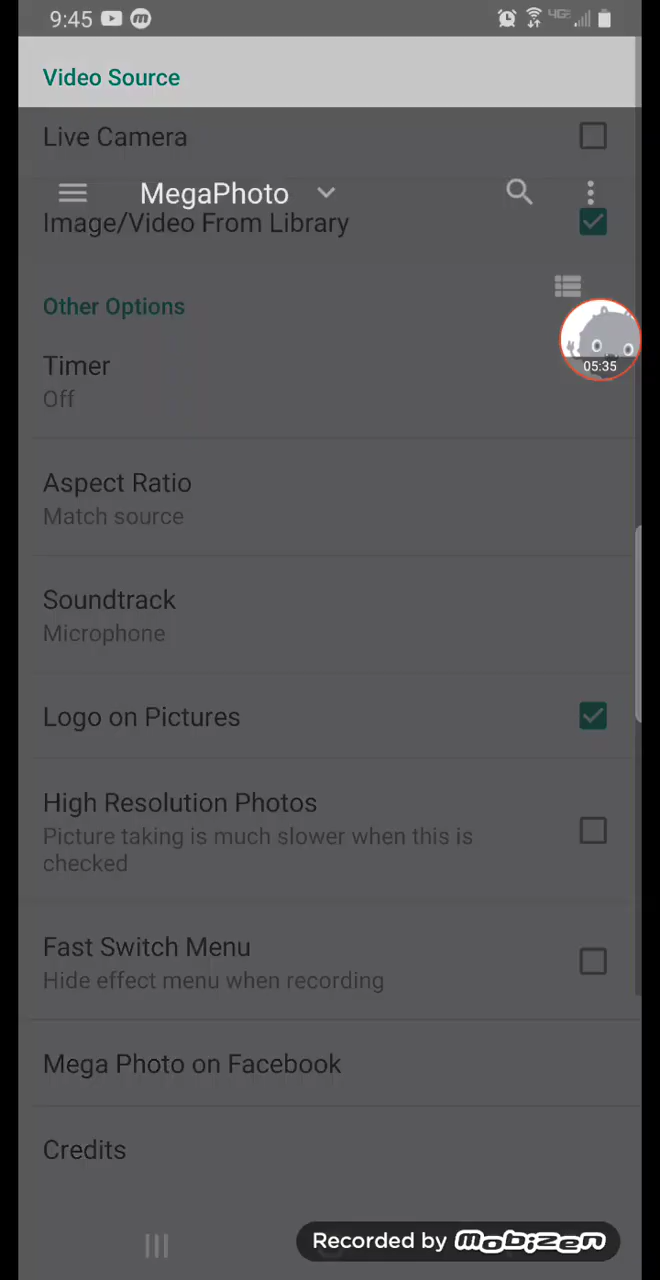 9:45
4GE
Video Source
Live Camera
MegaPhoto
Image/Video From Library
Other Options
05:35
Timer
Off
Aspect Ratio
Match source
Soundtrack
Microphone
Logo on Pictures
High Resolution Photos
Picture taking is much slower when this is
checked
Fast Switch Menu
Hide effect menu when recording
Mega Photo on Facebook
Credits
Recorded by mobizen